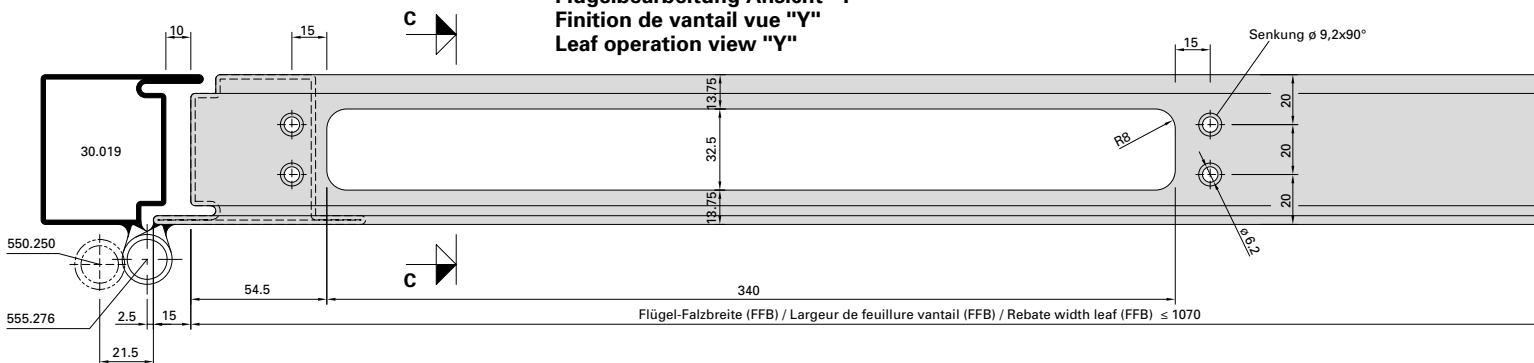 Flügelbearbeitung Ansicht "Y"
Finition de vantail vue "Y"
Leaf operation view "Y"
C
10
15
15
Senkung ø 9,2x90°
13.75
20
30.019
32.5
R8
20
13.75
20
ø 6.2
550.250
C
54.5
340
555.276
2.5
15
Flügel-Falzbreite (FFB) / Largeur de feuillure vantail (FFB) / Rebate width leaf (FFB) ≤ 1070
21.5